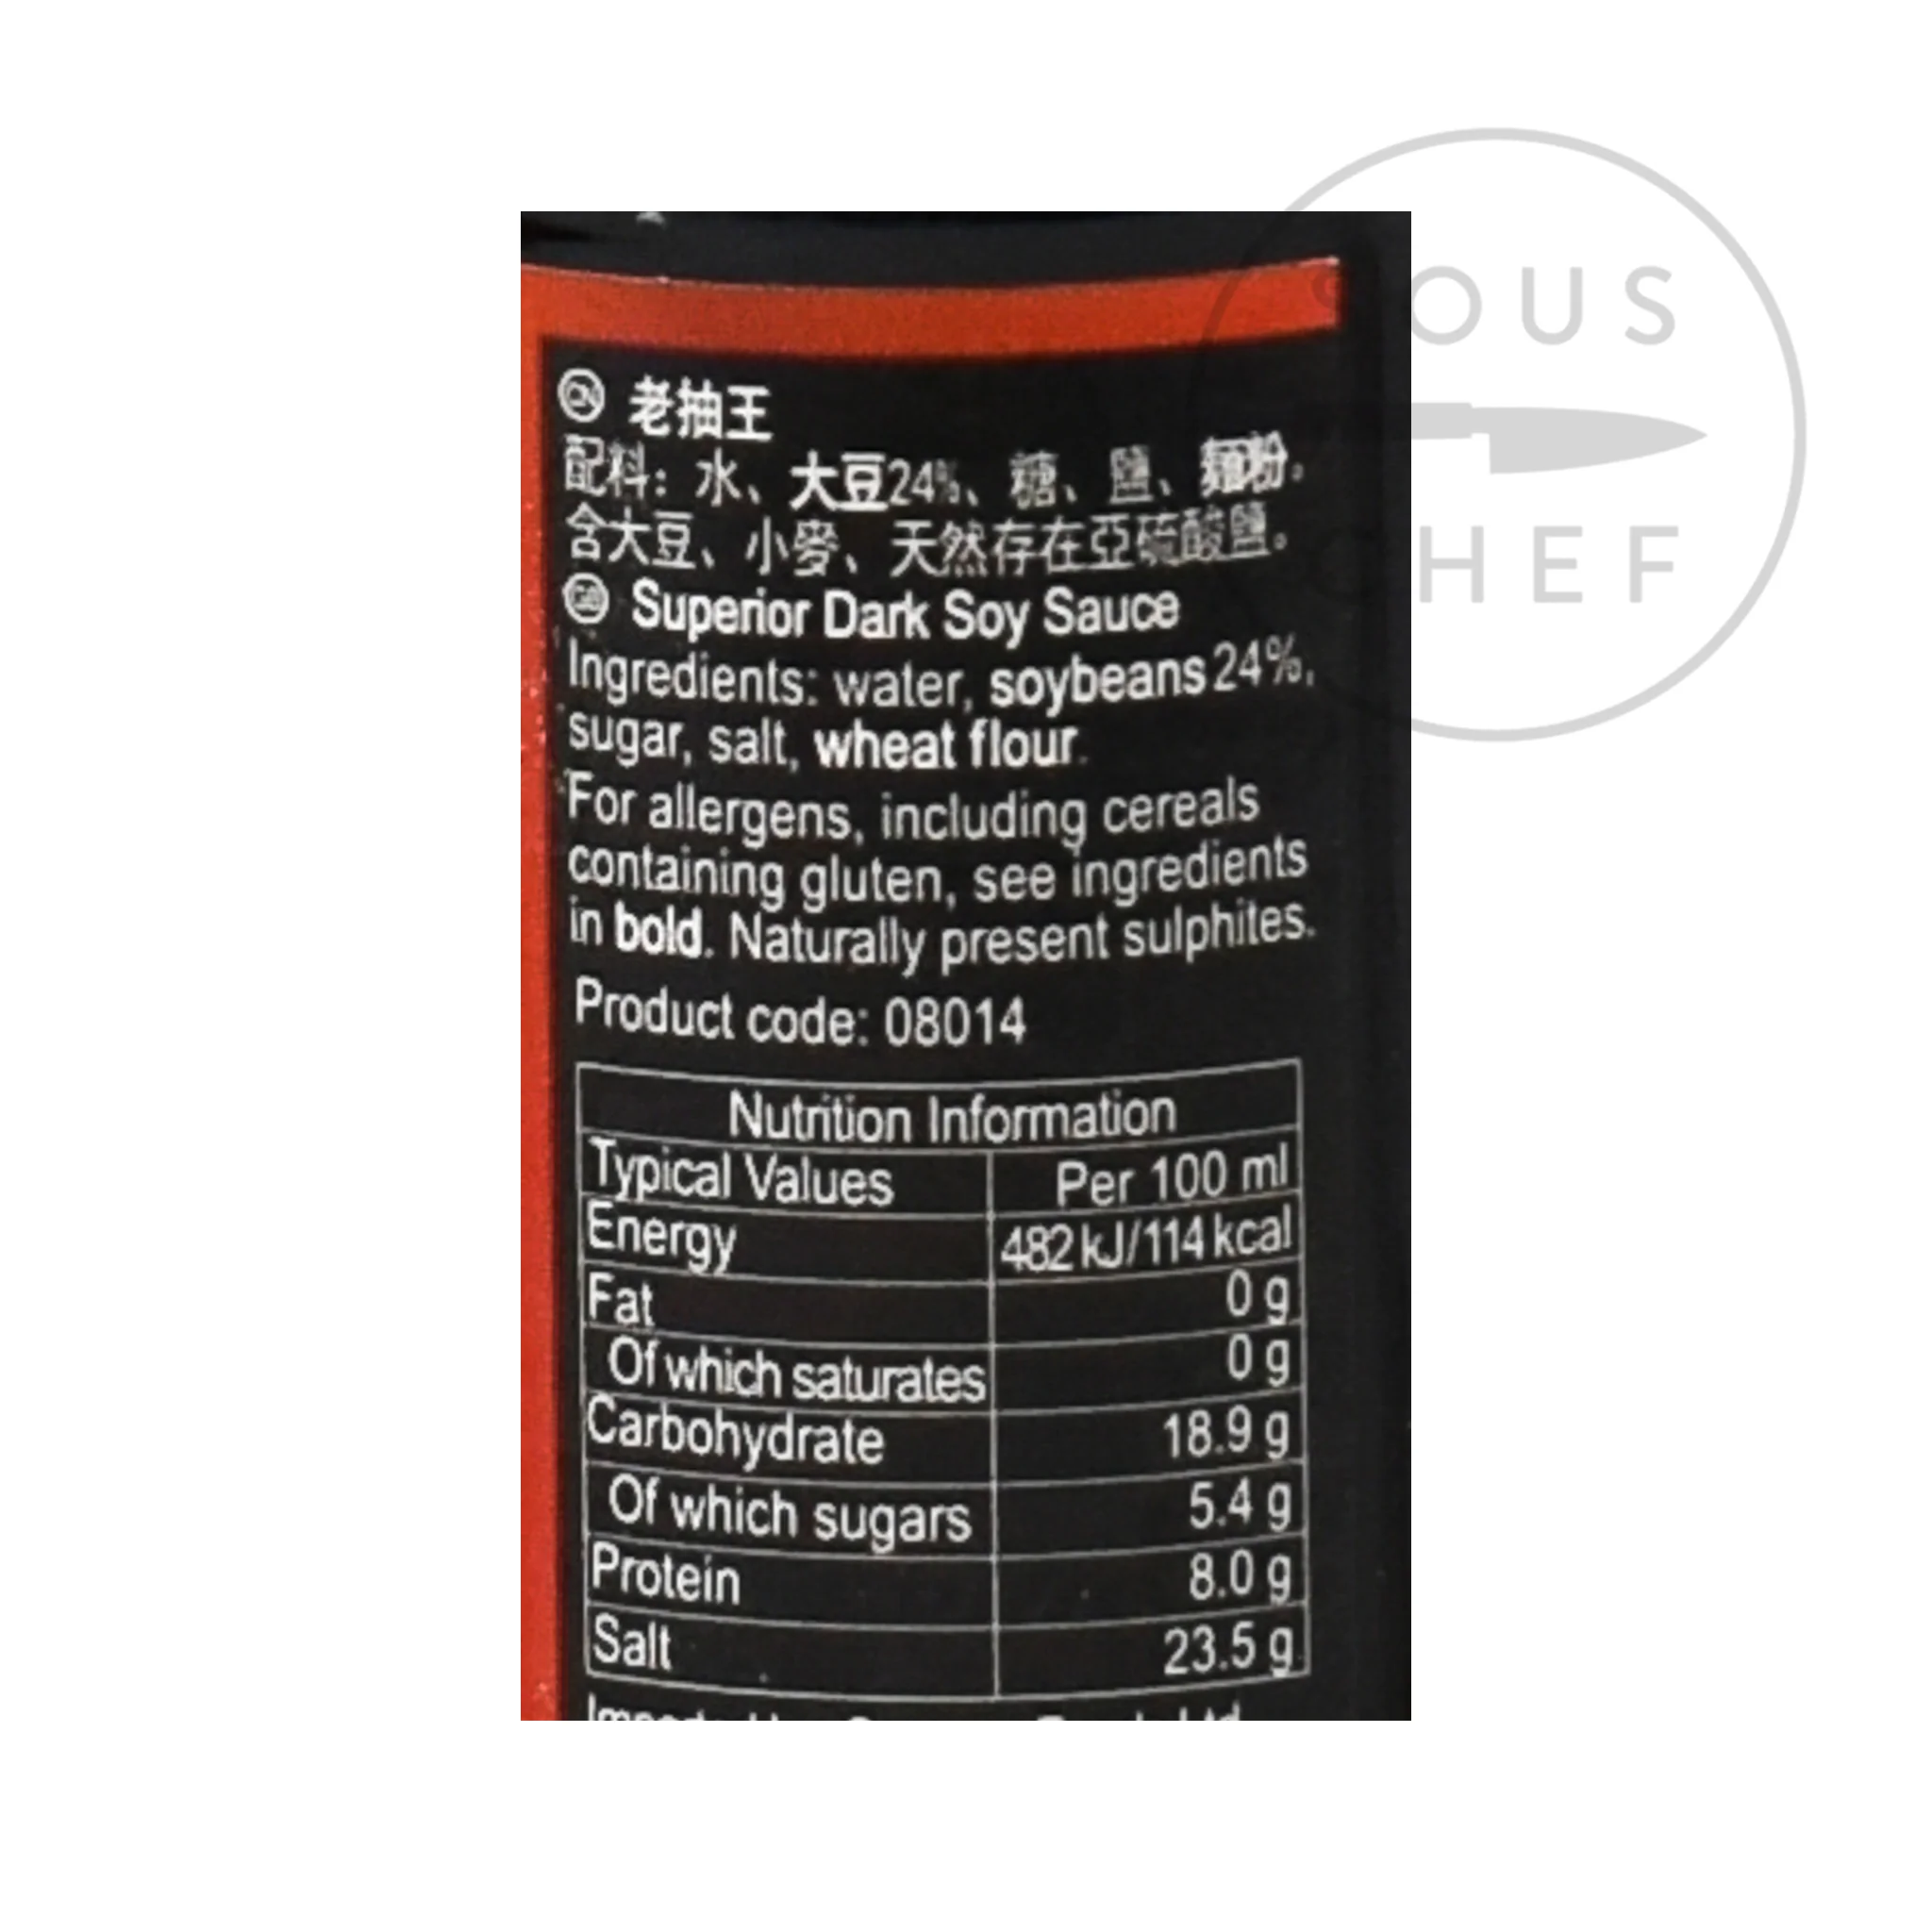 CN 老抽王
配料：水、大豆24%、糖、鹽、麵粉。
含大豆、小麥、天然存在亞硫酸鹽。
GB Superior Dark Soy Sauce
Ingredients: water, soybeans 24%,
sugar, salt, wheat flour.
For allergens, including cereals
containing gluten, see ingredients
in bold. Naturally present sulphites.
Product code: 08014
Nutrition Information
Typical Values Per 100 ml
Energy 482 kJ/114 kcal
Fat 0 g
Of which saturates 0 g
Carbohydrate 18.9 g
Of which sugars 5.4 g
Protein 8.0 g
Salt 23.5 g
SOUS
CHEF